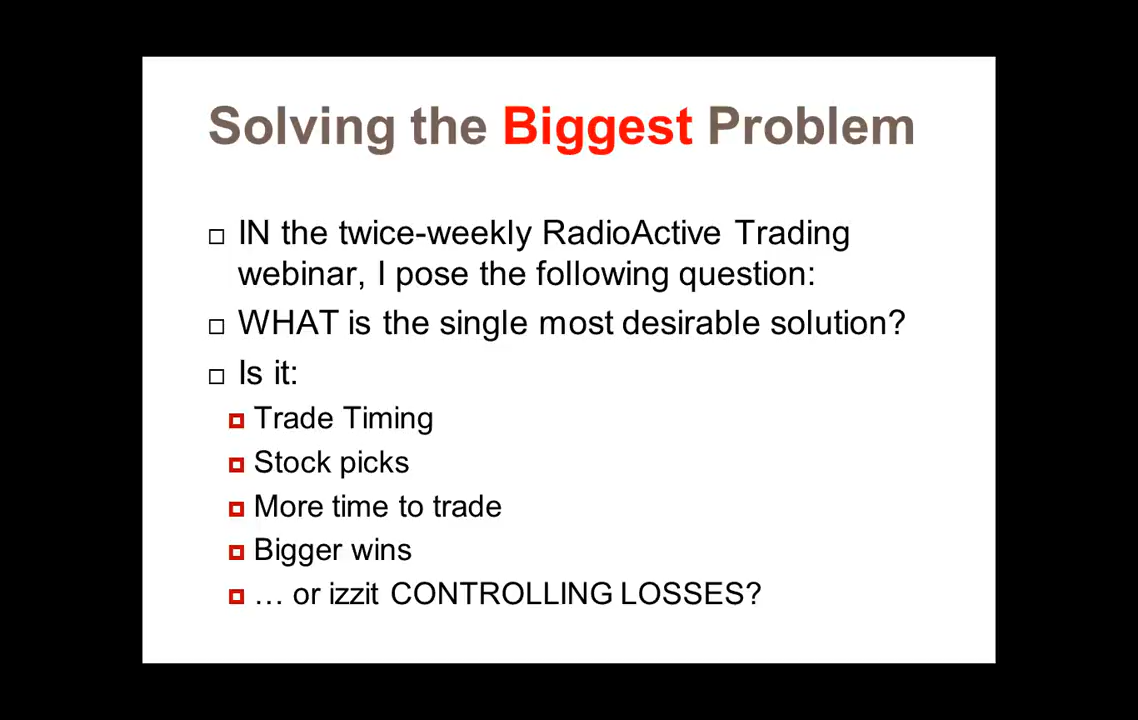 Solving the Biggest Problem
IN the twice-weekly RadioActive Trading
webinar, I pose the following question:
WHAT is the single most desirable solution?
Is it:
Trade Timing
Stock picks
More time to trade
Bigger wins
… or izzit CONTROLLING LOSSES?